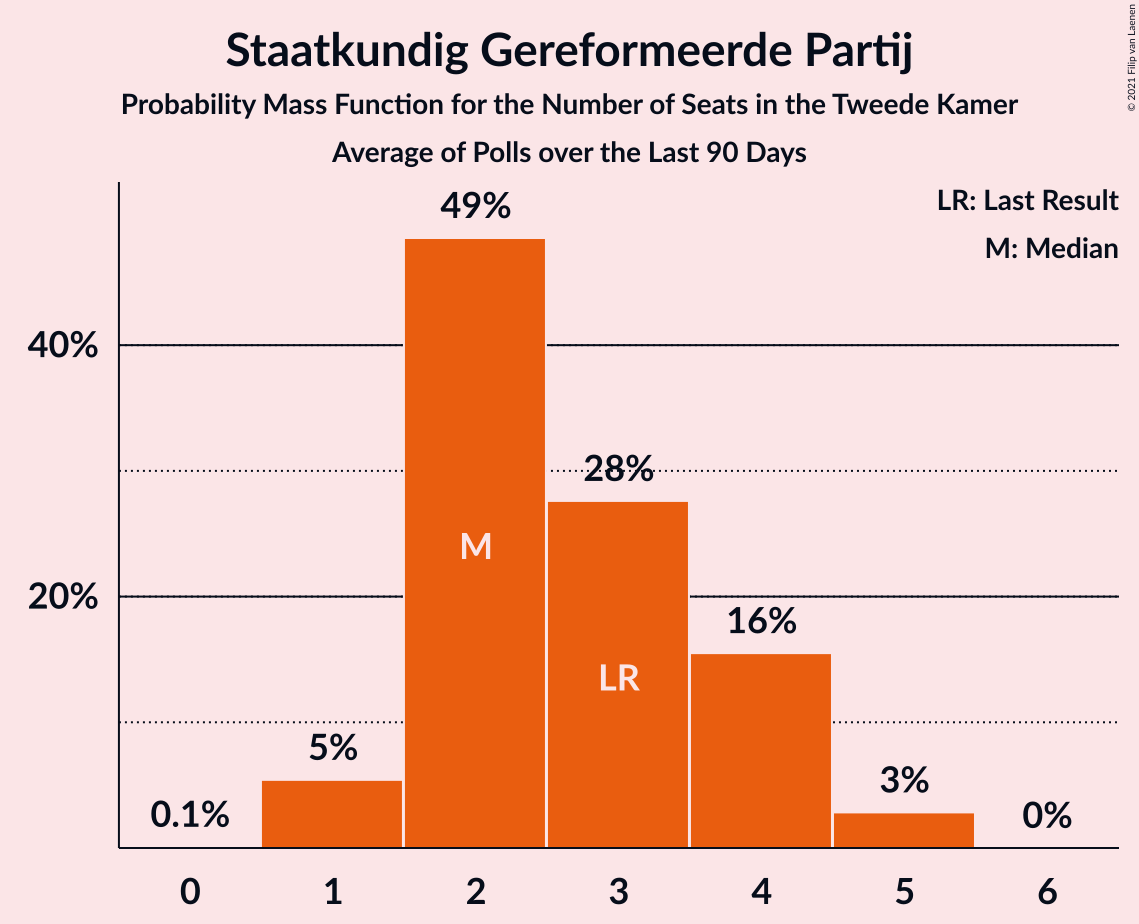 Staatkundig Gereformeerde Partij
Probability Mass Function for the Number of Seats in the Tweede Kamer
Average of Polls over the Last 90 Days
© 2021 Filip van Laenen
LR: Last Result
M: Median
49%
40%
28%
M
20%
16%
LR
5%
3%
0.1%
0%
0 1 2 3 4 5 6